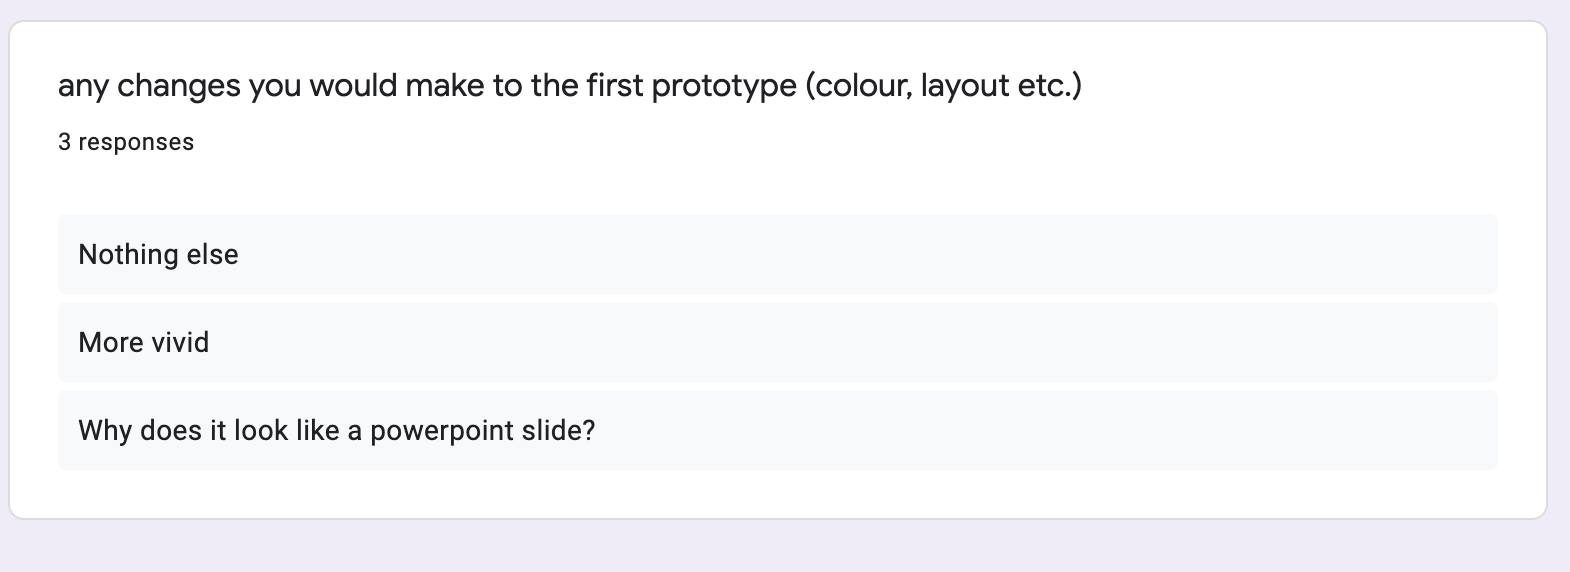 any changes you would make to the first prototype (colour, layout etc.)
3 responses
Nothing else
More vivid
Why does it look like a powerpoint slide?